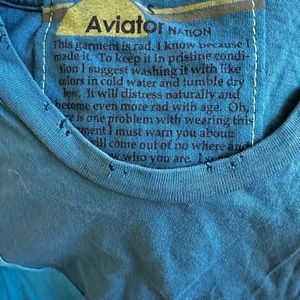 S
Aviator NATION
This garment is rad. I know because I
made it. To keep it in pristine condi-
tion I suggest washing it with like
colors in cold water and tumble dry
low. It will distress naturally and
become even more rad with age. Oh,
is one problem with wearing this
I must warn you about:
will come out of no where and
who you are.